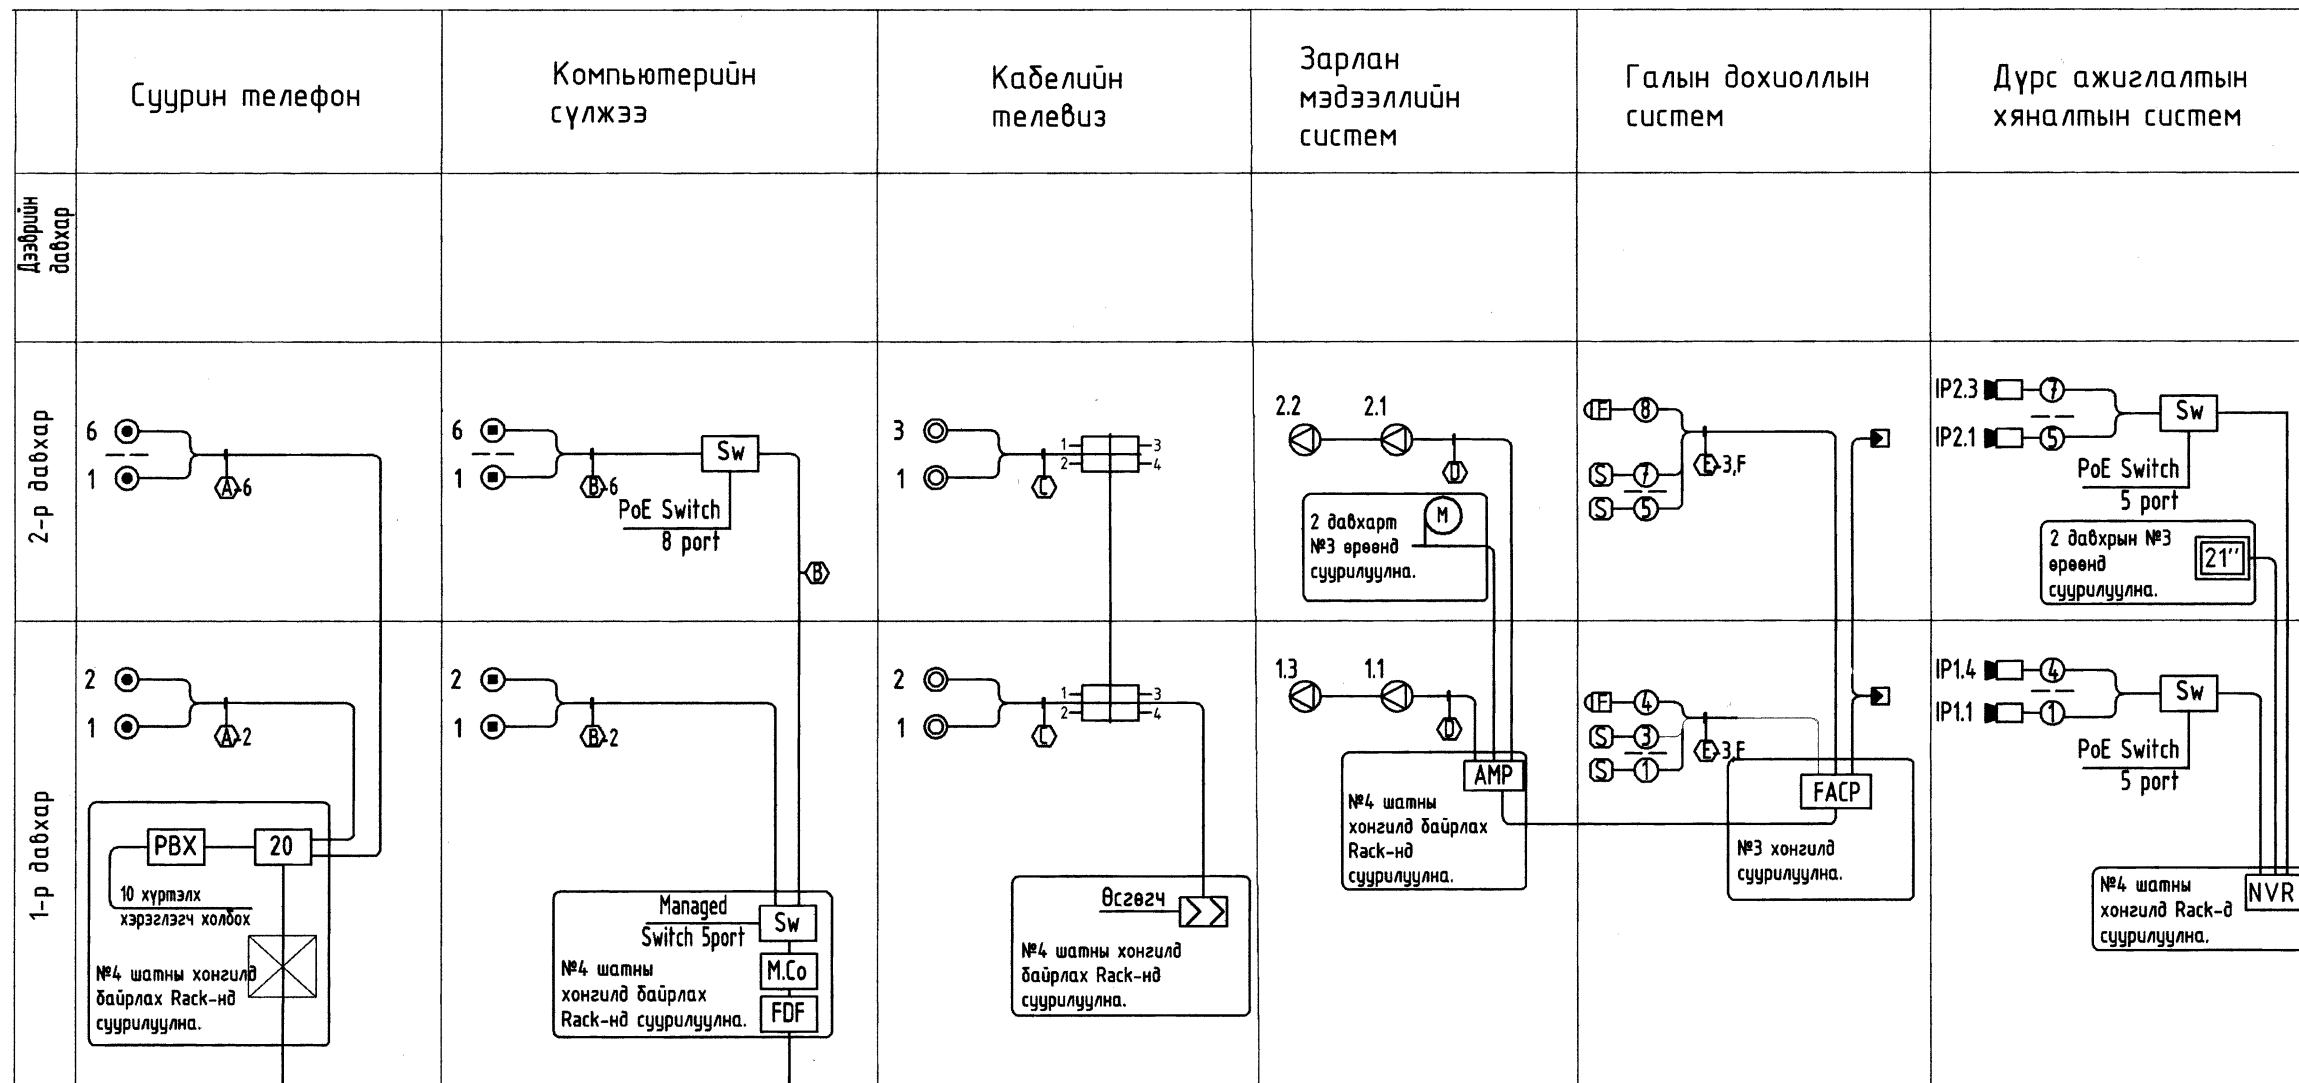 Суурин телефон
Компьютерийн
сүлжээ
Кабелийн
телевиз
Зарлан
мэдээллийн
систем
Галын дохиоллын
систем
Дүрс ажиглалтын
хяналтын систем
Дээврийн
давхар
2-р давхар
6
1
A-6
6
1
B-6
Sw
PoE Switch
8 port
B
3
1
C
1
2
3
4
2.2
2.1
D
2 давхарт
№3 өрөөнд
суурилуулна.
M
F
8
S
7
S
5
E-3,F
IP2.3
7
IP2.1
5
Sw
PoE Switch
5 port
2 давхрын №3
өрөөнд
суурилуулна.
21''
1-р давхар
2
1
A-2
PBX
20
10 хүртэлх
хэрэглэгч холбох
№4 шатны хонгилд
байрлах Rack-нд
суурилуулна.
2
1
B-2
Managed
Switch 5port
Sw
M.Co
FDF
№4 шатны
хонгилд байрлах
Rack-нд суурилуулна.
2
1
C
1
2
3
4
Өсгөгч
№4 шатны хонгилд
байрлах Rack-нд
суурилуулна.
1.3
1.1
D
AMP
№4 шатны
хонгилд байрлах
Rack-нд
суурилуулна.
F
4
S
3
S
1
E-3,F
FACP
№3 хонгилд
суурилуулна.
IP1.4
4
IP1.1
1
Sw
PoE Switch
5 port
№4 шатны
хонгилд Rack-д
суурилуулна.
NVR